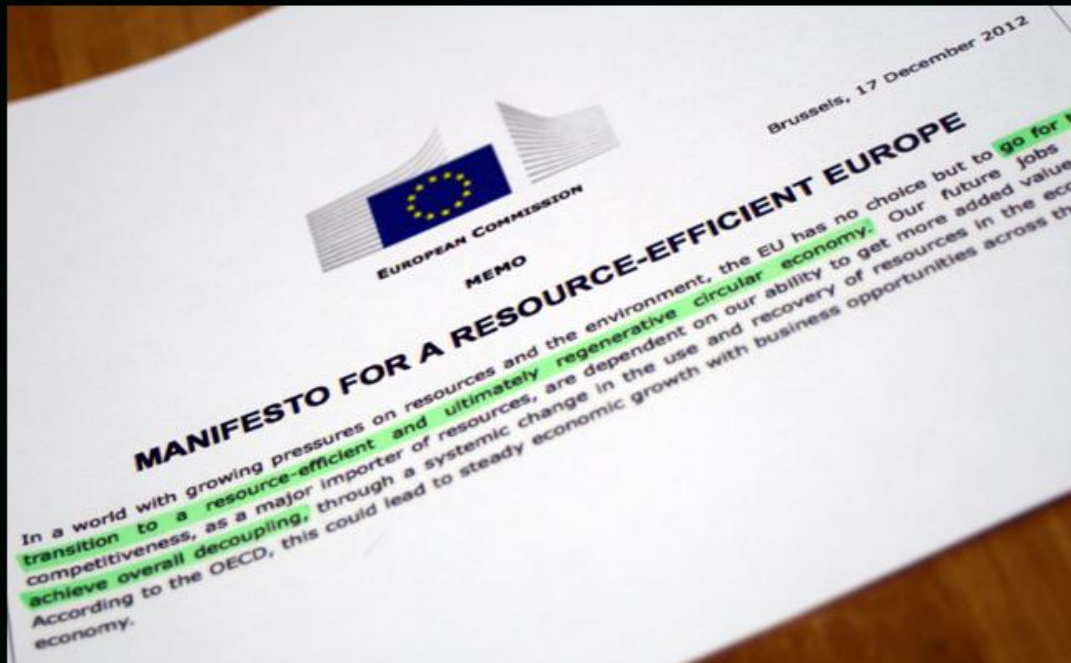 Brussels, 17 December 2012
EUROPEAN COMMISSION
MEMO
MANIFESTO FOR A RESOURCE-EFFICIENT EUROPE
In a world with growing pressures on resources and the environment, the EU has no choice but to go for
transition to a resource-efficient and ultimately regenerative circular economy. Our future jobs
competitiveness, as a major importer of resources, are dependent on our ability to get more added value
achieve overall decoupling, through a systemic change in the use and recovery of resources in the
According to the OECD, this could lead to steady economic growth with business opportunities across
economy.